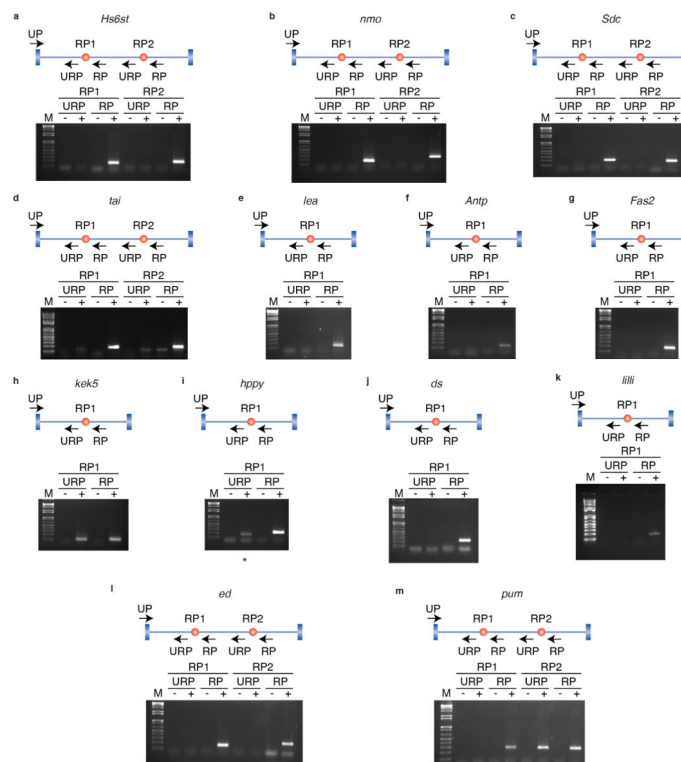 a Hs6st b nmo c Sdc
UP UP UP
RP1 RP2 RP1 RP2 RP1 RP2
URP RP URP RP URP RP URP RP URP RP URP RP
RP1 RP2 RP1 RP2 RP1 RP2
URP RP URP RP URP RP URP RP URP RP URP RP
M - + - + - + - + M - + - + - + - + M - + - + - + - +
d tai e lea f Antp g Fas2
UP UP UP UP
RP1 RP2 RP1 RP1 RP1
URP RP URP RP URP RP URP RP URP RP
RP1 RP2 RP1 RP1 RP1
URP RP URP RP URP RP URP RP URP RP
M - + - + - + - + M - + - + M - + - + M - + - +
h kek5 i hppy j ds k lilli
UP UP UP UP
RP1 RP1 RP1 RP1
URP RP URP RP URP RP URP RP
RP1 RP1 RP1 RP1
URP RP URP RP URP RP URP RP
M - + - + M - + - + M - + - + M - + - +
*
l ed m pum
UP UP
RP1 RP2 RP1 RP2
URP RP URP RP URP RP URP RP
RP1 RP2 RP1 RP2
URP RP URP RP URP RP URP RP
M - + - + - + - + M - + - + - + - +